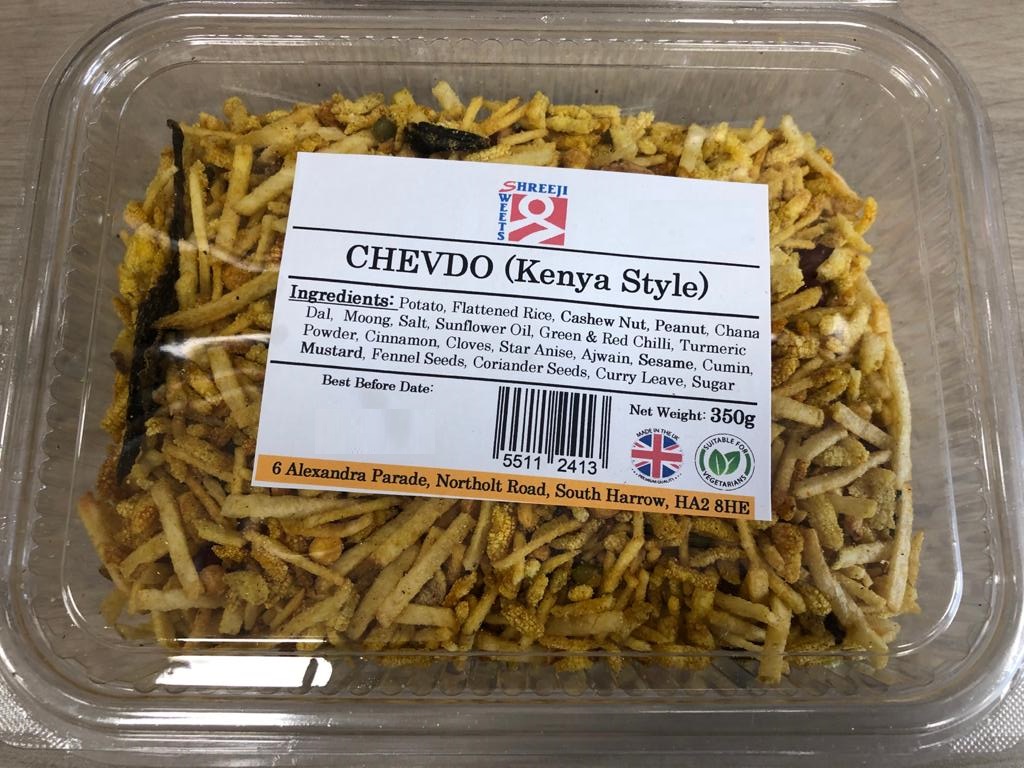 SHREEJI
SWEETS
CHEVDO (Kenya Style)
Ingredients: Potato, Flattened Rice, Cashew Nut, Peanut, Chana
Dal, Moong, Salt, Sunflower Oil, Green & Red Chilli, Turmeric
Powder, Cinnamon, Cloves, Star Anise, Ajwain, Sesame, Cumin,
Mustard, Fennel Seeds, Coriander Seeds, Curry Leave, Sugar
Best Before Date:
5511 2413
Net Weight: 350g
MADE IN THE UK
PREMIUM QUALITY
SUITABLE FOR
VEGETARIANS
6 Alexandra Parade, Northolt Road, South Harrow, HA2 8HE